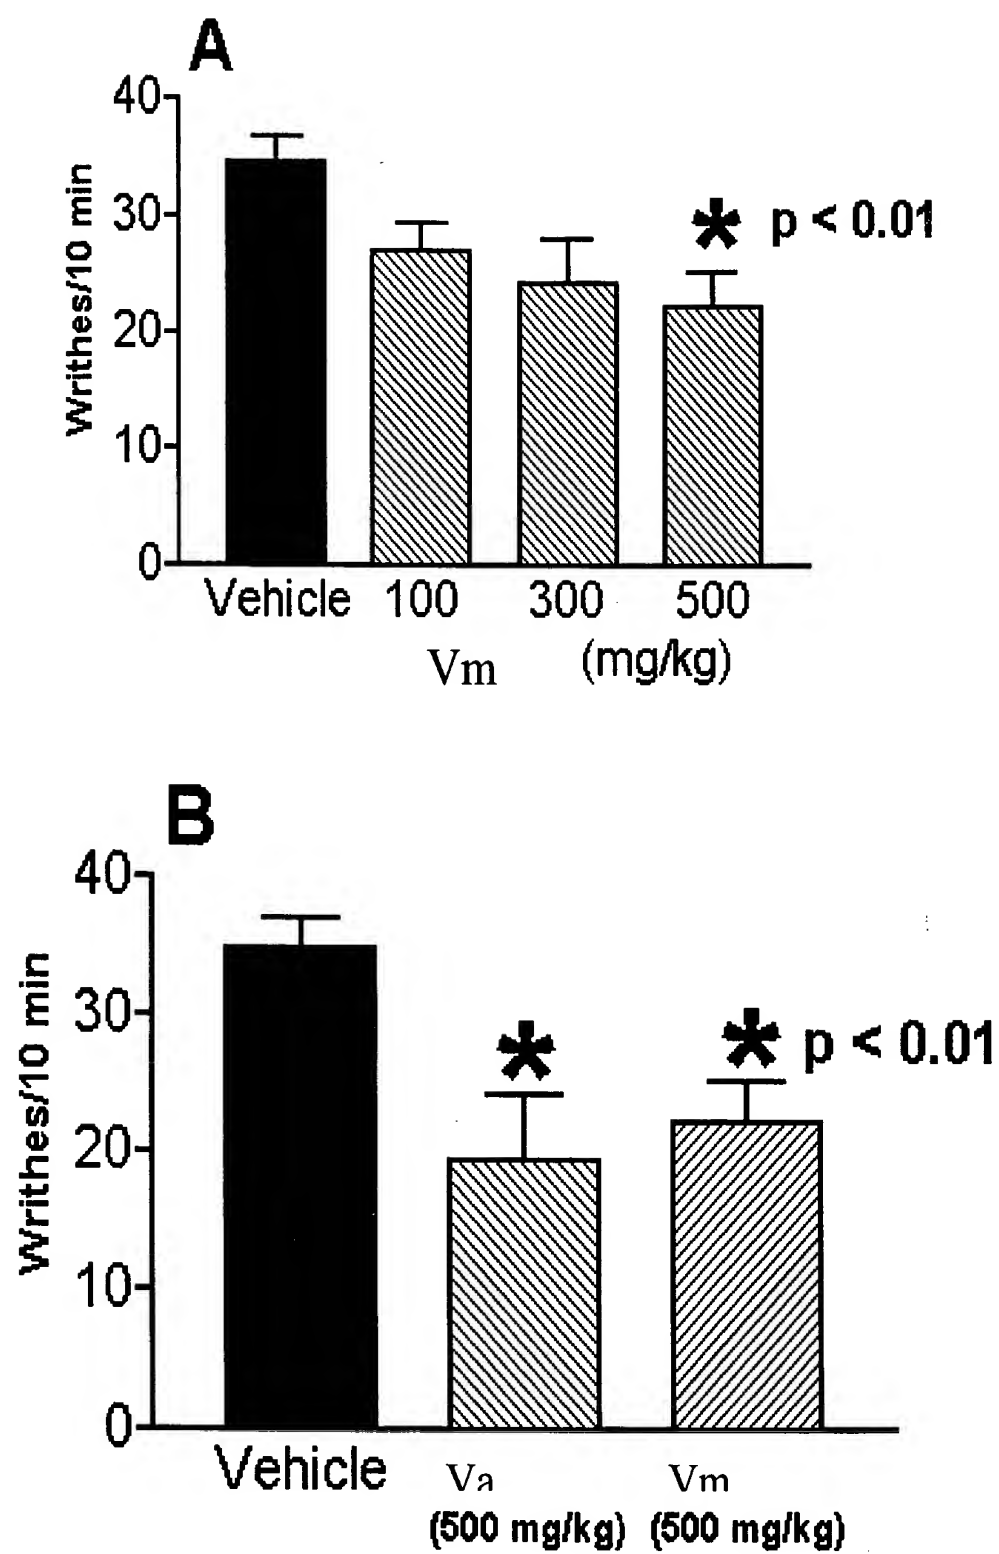 A
40
30
20
10
0
Writhes/10 min
* p < 0.01
Vehicle 100 300 500
Vm (mg/kg)
B
40
30
20
10
0
Writhes/10 min
* * p < 0.01
Vehicle Va Vm
(500 mg/kg) (500 mg/kg)